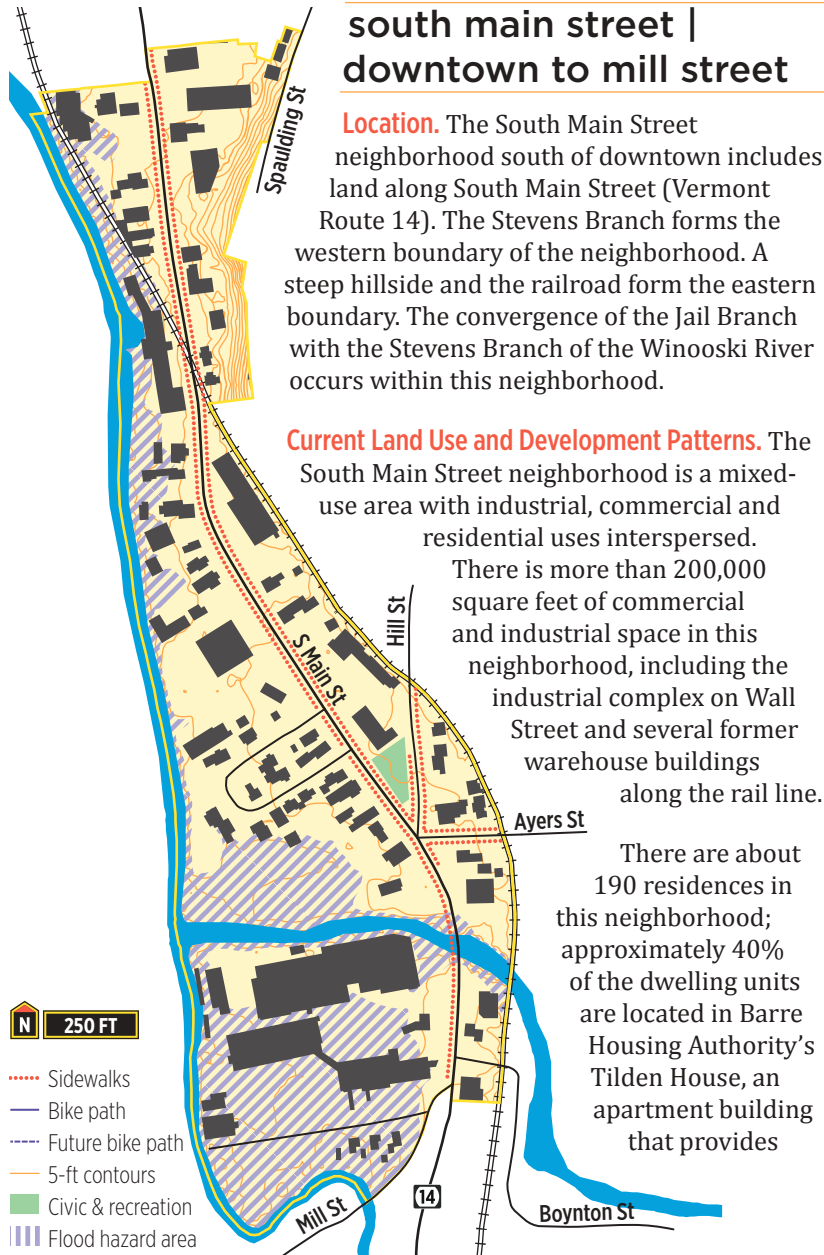 south main street |
downtown to mill street
Location. The South Main Street
neighborhood south of downtown includes
land along South Main Street (Vermont
Route 14). The Stevens Branch forms the
western boundary of the neighborhood. A
steep hillside and the railroad form the eastern
boundary. The convergence of the Jail Branch
with the Stevens Branch of the Winooski River
occurs within this neighborhood.
Current Land Use and Development Patterns. The
South Main Street neighborhood is a mixed-
use area with industrial, commercial and
residential uses interspersed.
There is more than 200,000
square feet of commercial
and industrial space in this
neighborhood, including the
industrial complex on Wall
Street and several former
warehouse buildings
along the rail line.
There are about
190 residences in
this neighborhood;
approximately 40%
of the dwelling units
are located in Barre
Housing Authority’s
Tilden House, an
apartment building
that provides
Spaulding St
Hill St
S Main St
Ayers St
Mill St
14
Boynton St
N
250 FT
Sidewalks
Bike path
Future bike path
5-ft contours
Civic & recreation
Flood hazard area